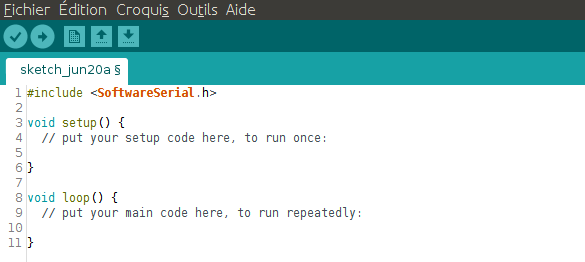 Fichier Édition Croquis Outils Aide
sketch_jun20a §
1 #include <SoftwareSerial.h>
2
3 void setup() {
4 // put your setup code here, to run once:
5
6 }
7
8 void loop() {
9 // put your main code here, to run repeatedly:
10
11 }